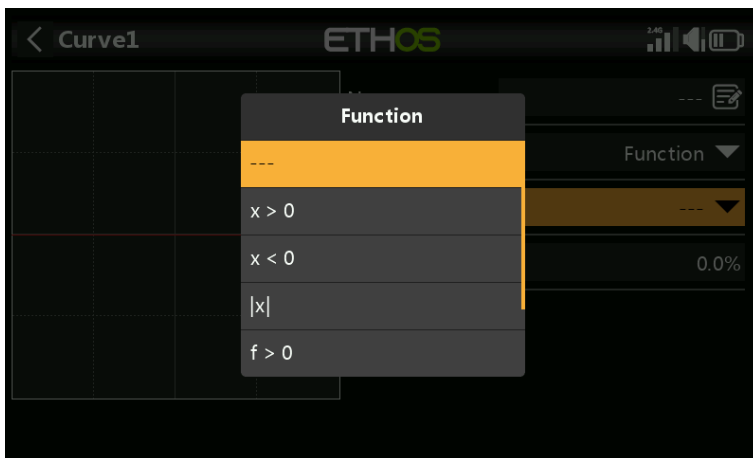 Curve1
ETHOS
2.4G
---
Function
Function
---
---
x > 0
x < 0
0.0%
|x|
f > 0